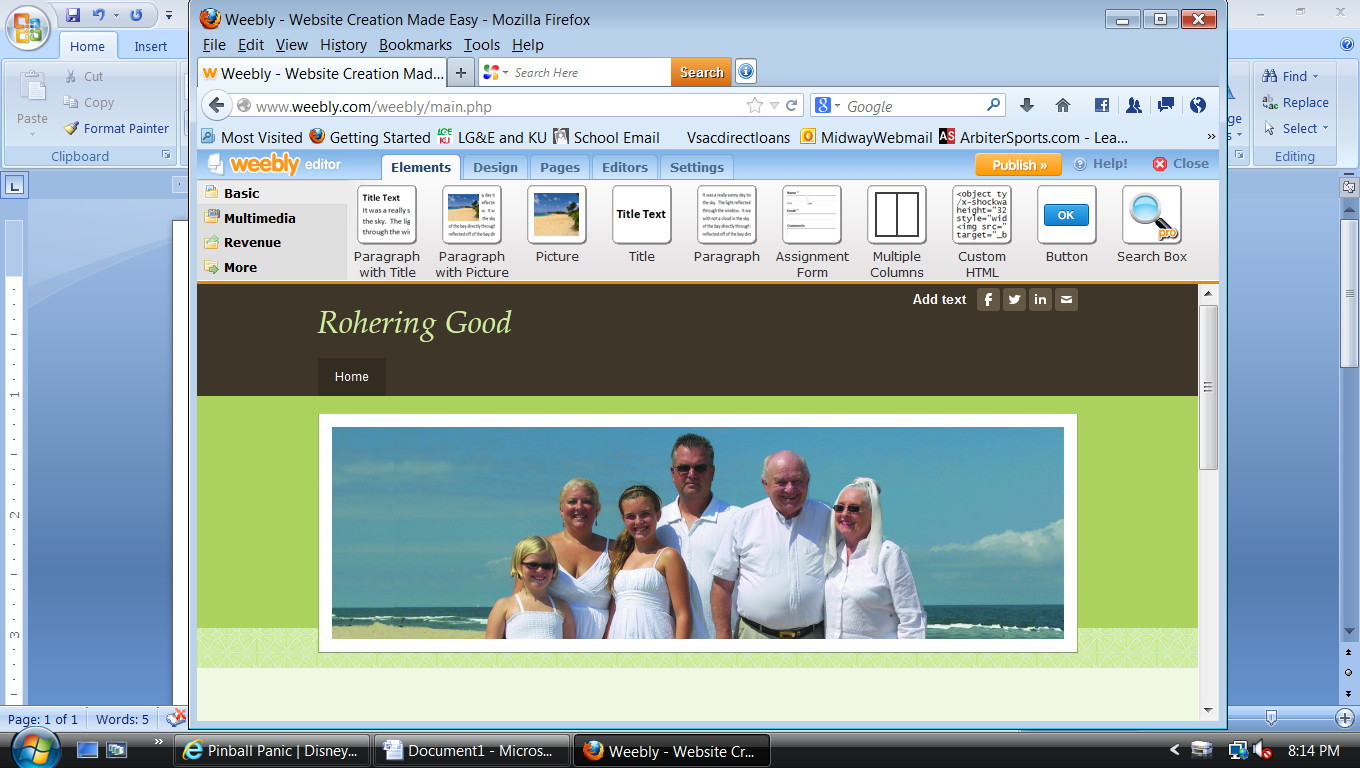 Weebly - Website Creation Made Easy - Mozilla Firefox
Home Insert
Cut
Copy
Paste
Format Painter
Clipboard
File Edit View History Bookmarks Tools Help
Weebly - Website Creation Mad...
Search Here Search
www.weebly.com/weebly/main.php
Google
Most Visited Getting Started LG&E and KU School Email Vsacdirectloans MidwayWebmail ArbiterSports.com - Lea...
Find
Replace
Select
Editing
weebly editor Elements Design Pages Editors Settings Publish » Help! Close
Basic
Multimedia
Revenue
More
Paragraph with Title
Paragraph with Picture
Picture
Title Text
Title
Paragraph
Assignment Form
Multiple Columns
Custom HTML
OK
Button
pro
Search Box
Add text
Rohering Good
Home
1
2
3
Page: 1 of 1 Words: 5
Pinball Panic | Disney...
Document1 - Micros...
Weebly - Website Cr...
8:14 PM